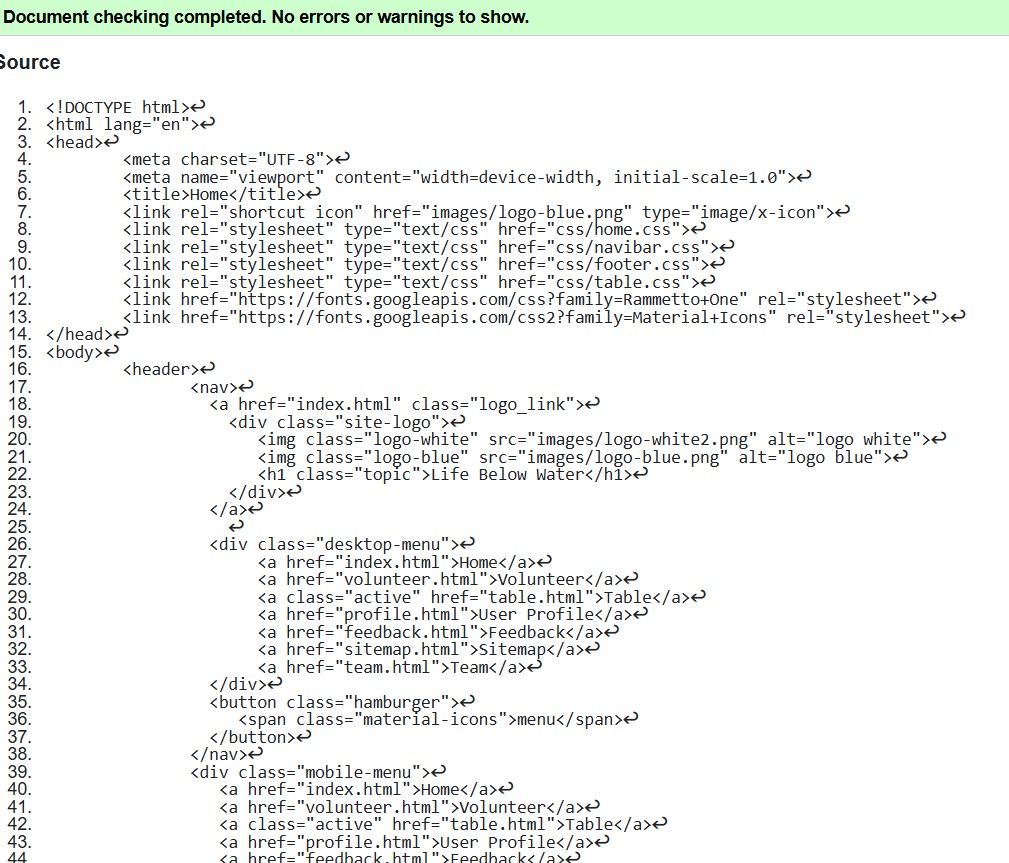 Document checking completed. No errors or warnings to show.
Source
1. <!DOCTYPE html>↩
2. <html lang="en">↩
3. <head>↩
4. <meta charset="UTF-8">↩
5. <meta name="viewport" content="width=device-width, initial-scale=1.0">↩
6. <title>Home</title>↩
7. <link rel="shortcut icon" href="images/logo-blue.png" type="image/x-icon">↩
8. <link rel="stylesheet" type="text/css" href="css/home.css">↩
9. <link rel="stylesheet" type="text/css" href="css/navibar.css">↩
10. <link rel="stylesheet" type="text/css" href="css/footer.css">↩
11. <link rel="stylesheet" type="text/css" href="css/table.css">↩
12. <link href="https://fonts.googleapis.com/css?family=Rammetto+One" rel="stylesheet">↩
13. <link href="https://fonts.googleapis.com/css2?family=Material+Icons" rel="stylesheet">↩
14. </head>↩
15. <body>↩
16. <header>↩
17. <nav>↩
18. <a href="index.html" class="logo_link">↩
19. <div class="site-logo">↩
20. <img class="logo-white" src="images/logo-white2.png" alt="logo white">↩
21. <img class="logo-blue" src="images/logo-blue.png" alt="logo blue">↩
22. <h1 class="topic">Life Below Water</h1>↩
23. </div>↩
24. </a>↩
25. ↩
26. <div class="desktop-menu">↩
27. <a href="index.html">Home</a>↩
28. <a href="volunteer.html">Volunteer</a>↩
29. <a class="active" href="table.html">Table</a>↩
30. <a href="profile.html">User Profile</a>↩
31. <a href="feedback.html">Feedback</a>↩
32. <a href="sitemap.html">Sitemap</a>↩
33. <a href="team.html">Team</a>↩
34. </div>↩
35. <button class="hamburger">↩
36. <span class="material-icons">menu</span>↩
37. </button>↩
38. </nav>↩
39. <div class="mobile-menu">↩
40. <a href="index.html">Home</a>↩
41. <a href="volunteer.html">Volunteer</a>↩
42. <a class="active" href="table.html">Table</a>↩
43. <a href="profile.html">User Profile</a>↩
44. <a href="feedback.html">Feedback</a>↩